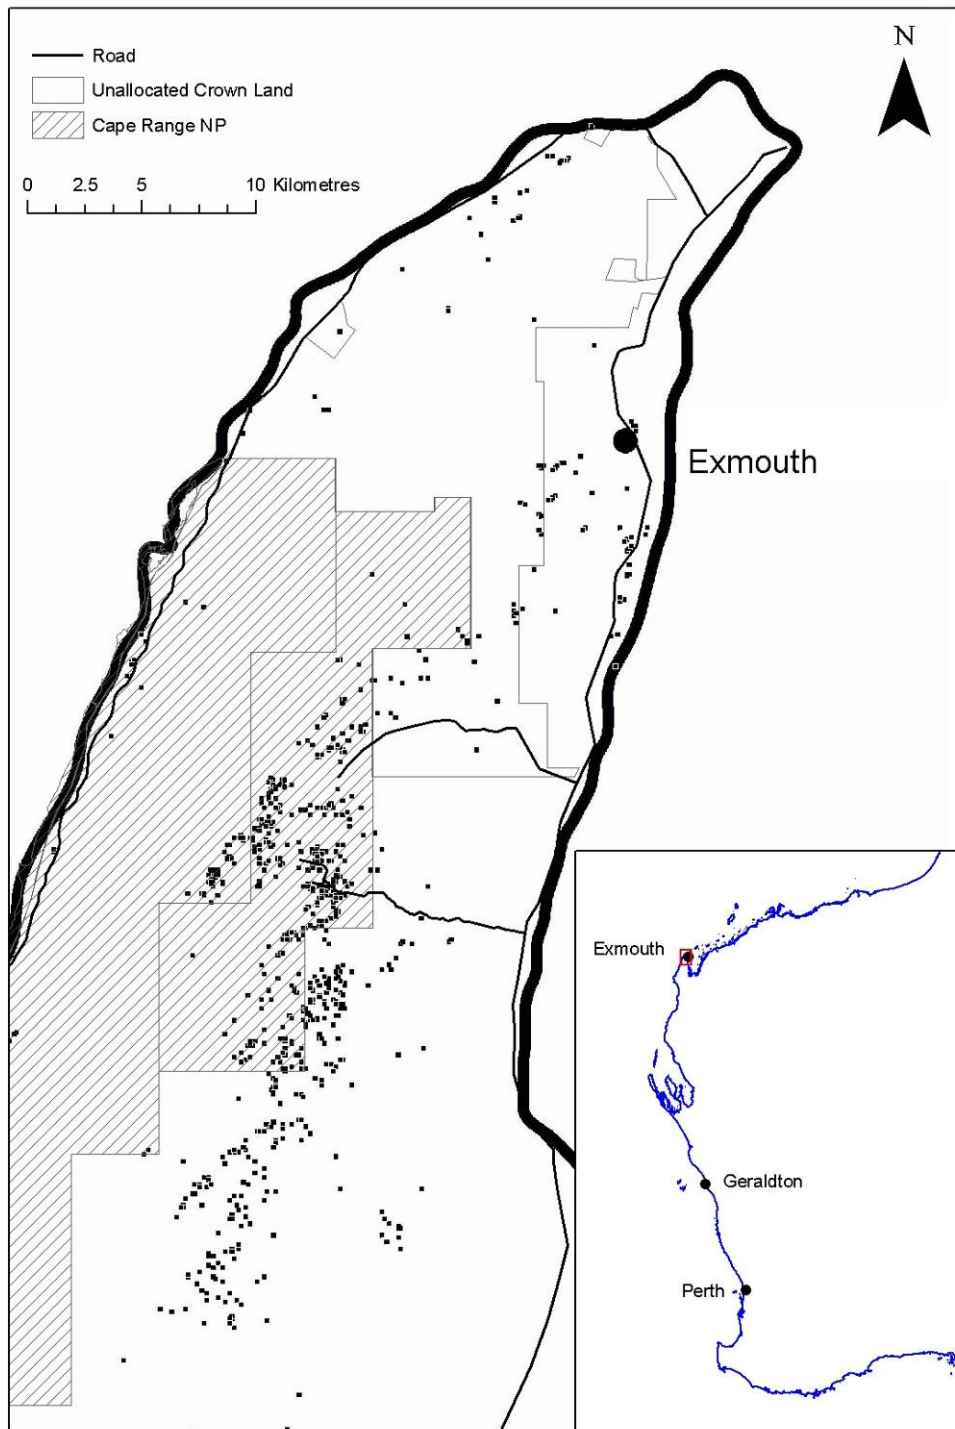 N
Road
Unallocated Crown Land
Cape Range NP
0 2.5 5 10 Kilometres
Exmouth
Exmouth
Geraldton
Perth